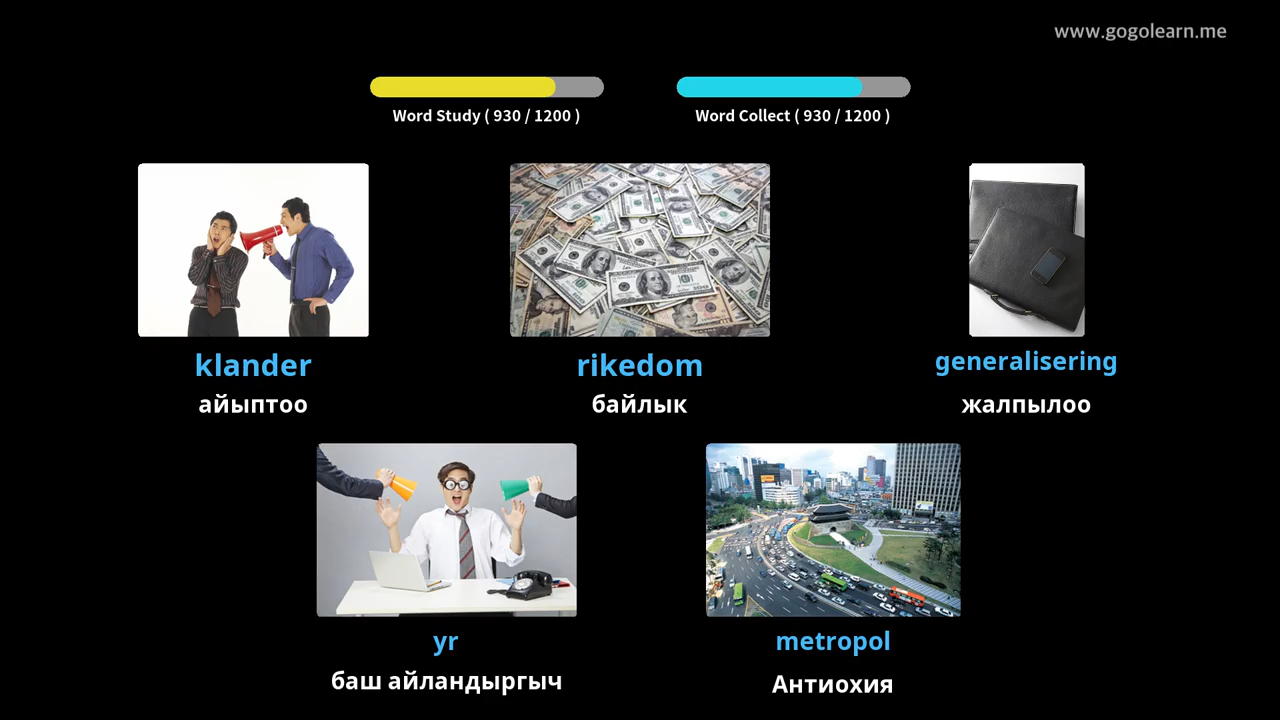 www.gogolearn.me
Word Study ( 930 / 1200 )
Word Collect ( 930 / 1200 )
klander
айыптоо
rikedom
байлык
generalisering
жалпылоо
yr
баш айландыргыч
metropol
Антиохия